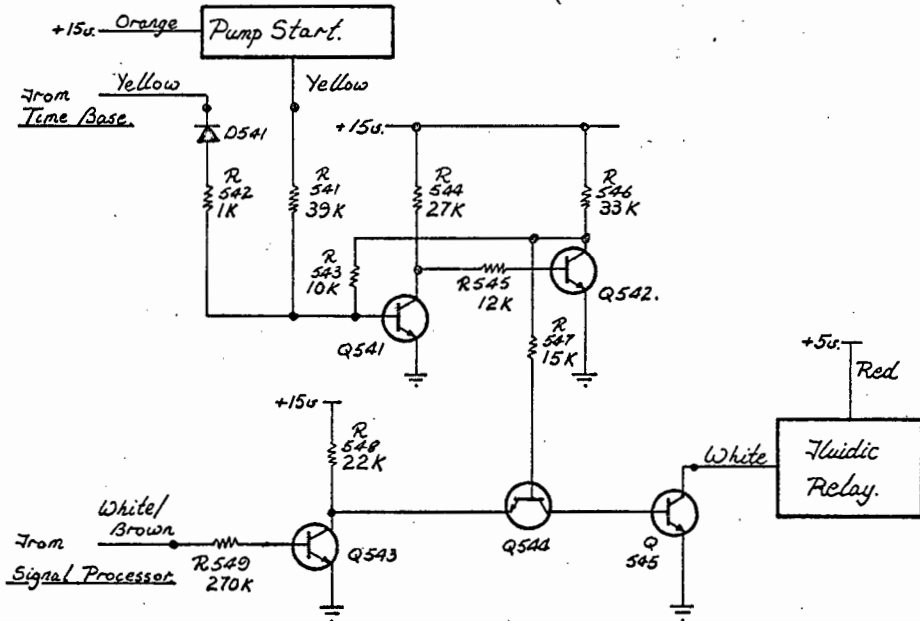 +15v. Orange
Pump Start.
Yellow
Yellow
From
Time Base.
D541
+15v.
R
542
1K
R
541
39K
R
544
27K
R
546
33K
R
543
10K
R545
12K
Q542.
Q541
R
547
15K
+5v.
Red
+15v
R
548
22K
White
Fluidic
Relay.
White/
Brown
From
Signal Processor
R549
270K
Q543
Q544
Q
545